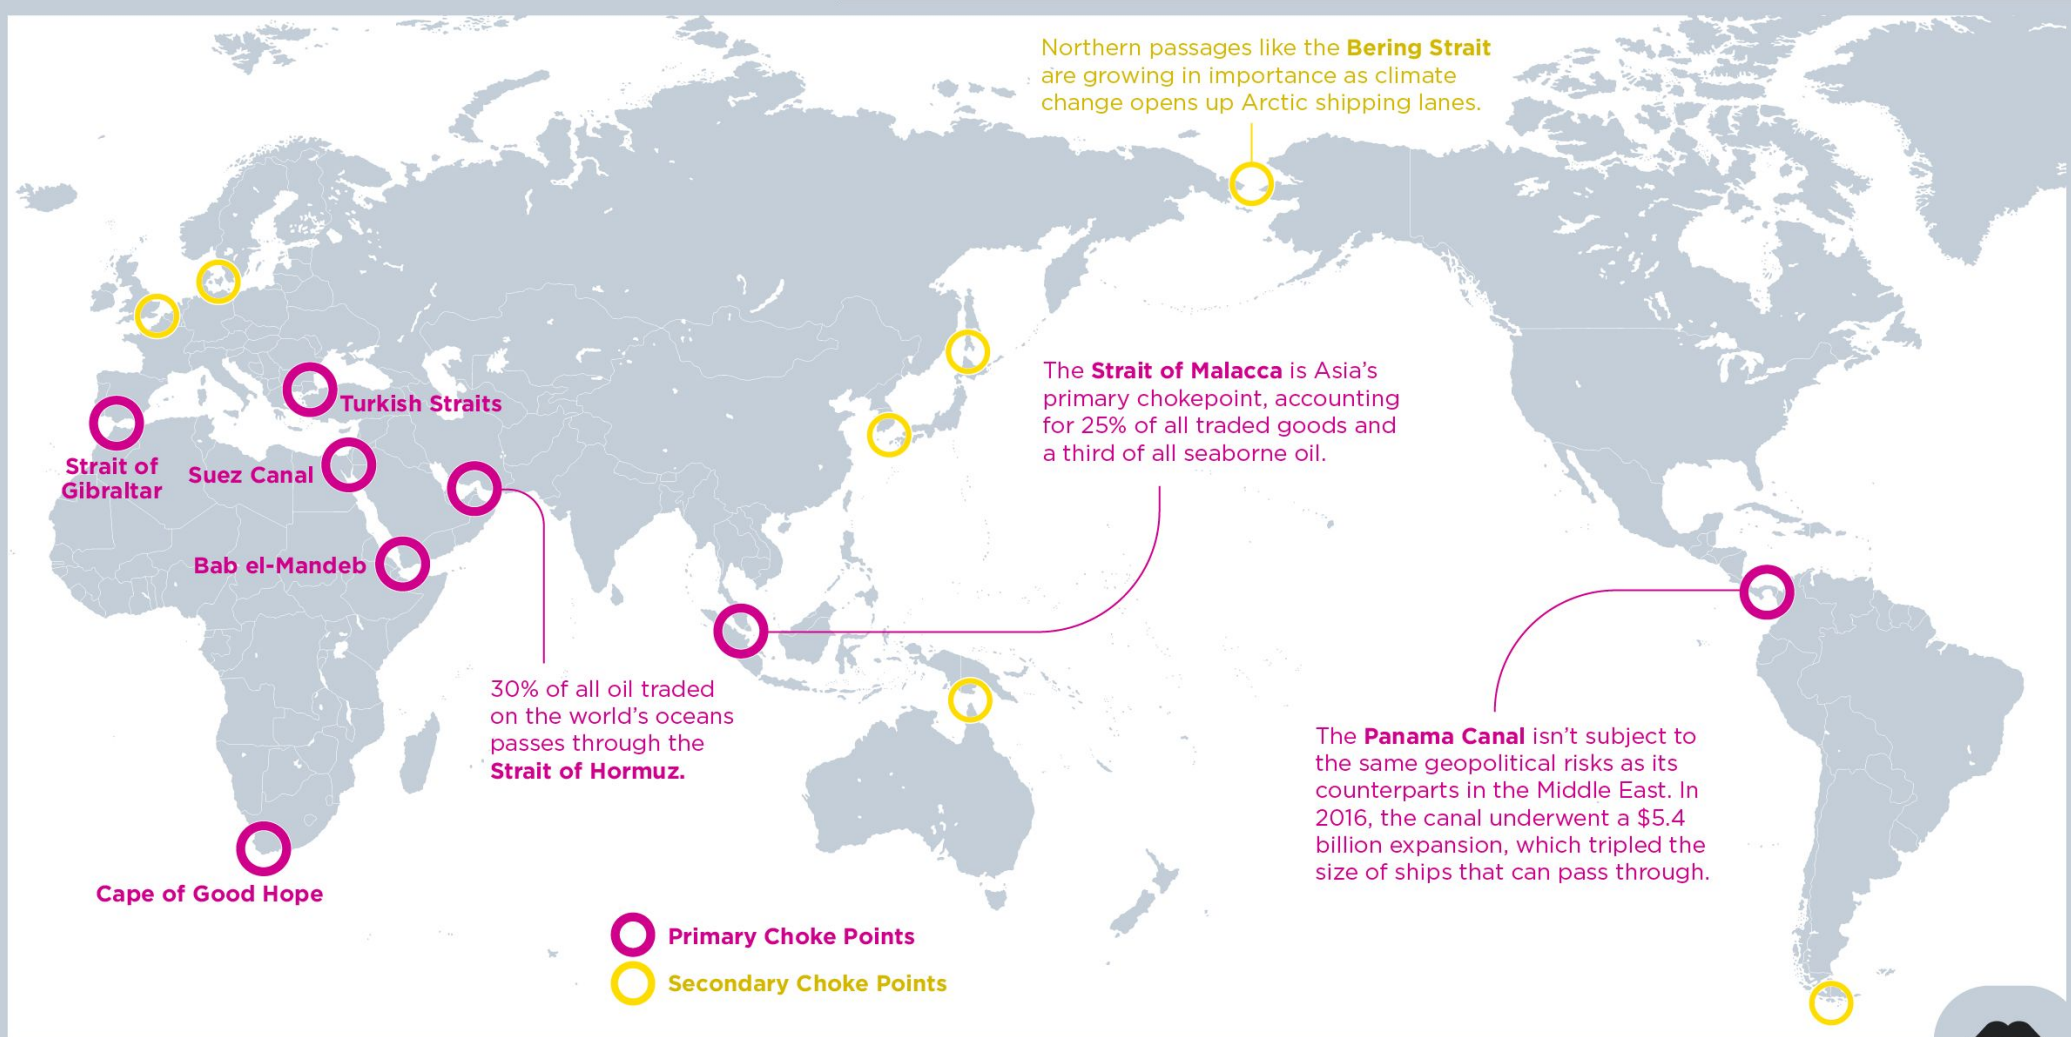 Northern passages like the Bering Strait
are growing in importance as climate
change opens up Arctic shipping lanes.
The Strait of Malacca is Asia’s
primary chokepoint, accounting
for 25% of all traded goods and
a third of all seaborne oil.
Turkish Straits
Strait of
Gibraltar
Suez Canal
Bab el-Mandeb
30% of all oil traded
on the world’s oceans
passes through the
Strait of Hormuz.
The Panama Canal isn’t subject to
the same geopolitical risks as its
counterparts in the Middle East. In
2016, the canal underwent a $5.4
billion expansion, which tripled the
size of ships that can pass through.
Cape of Good Hope
Primary Choke Points
Secondary Choke Points